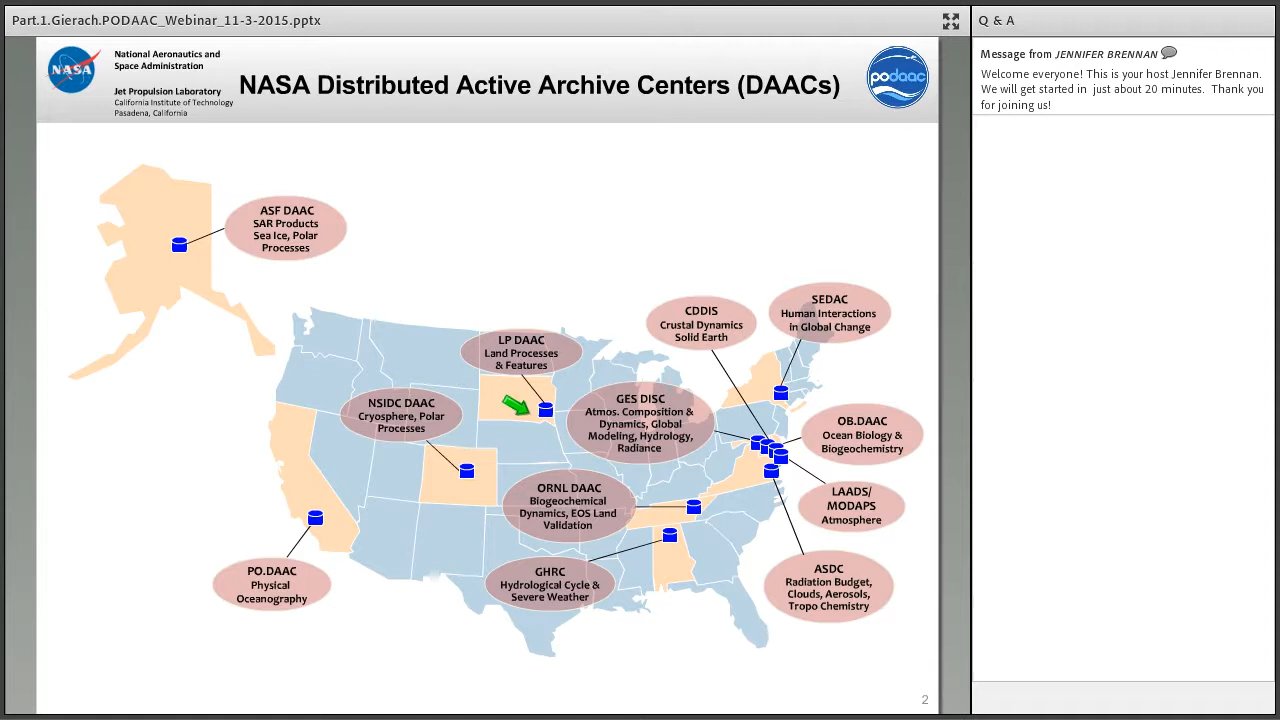 Part.1.Gierach.PODAAC_Webinar_11-3-2015.pptx
NASA
National Aeronautics and
Space Administration
Jet Propulsion Laboratory
California Institute of Technology
Pasadena, California
NASA Distributed Active Archive Centers (DAACs)
podaac
ASF DAAC
SAR Products
Sea Ice, Polar
Processes
LP DAAC
Land Processes
& Features
CDDIS
Crustal Dynamics
Solid Earth
SEDAC
Human Interactions
in Global Change
NSIDC DAAC
Cryosphere, Polar
Processes
GES DISC
Atmos. Composition &
Dynamics, Global
Modeling, Hydrology,
Radiance
OB.DAAC
Ocean Biology &
Biogeochemistry
ORNL DAAC
Biogeochemical
Dynamics, EOS Land
Validation
LAADS/
MODAPS
Atmosphere
PO.DAAC
Physical
Oceanography
GHRC
Hydrological Cycle &
Severe Weather
ASDC
Radiation Budget,
Clouds, Aerosols,
Tropo Chemistry
2
Q & A
Message from JENNIFER BRENNAN
Welcome everyone! This is your host Jennifer Brennan.
We will get started in just about 20 minutes. Thank you
for joining us!